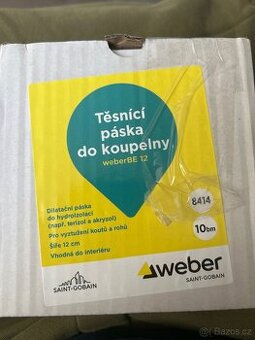 Těsnící
páska
do koupelny
weberBE 12
Dilatační páska
do hydroizolací
(např. terizol a akryzol)
Pro vyztužení koutů a rohů
Šíře 12 cm
Vhodná do interiéru
8414
10bm
SAINT-GOBAIN
weber
SAINT-GOBAIN
Bazoš.cz